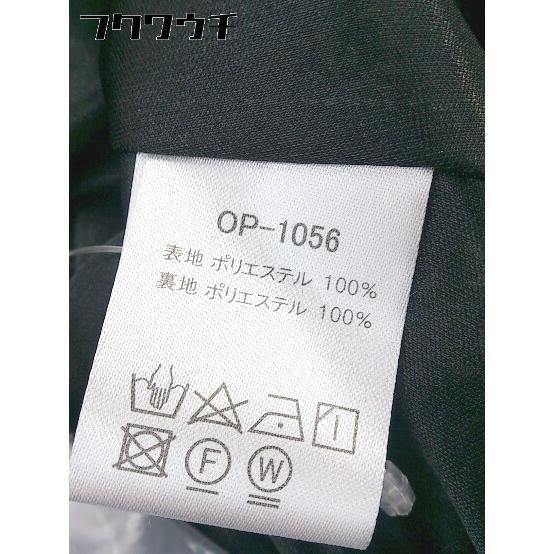 フクワウチ
OP-1056
表地 ポリエステル 100%
裏地 ポリエステル 100%
F W